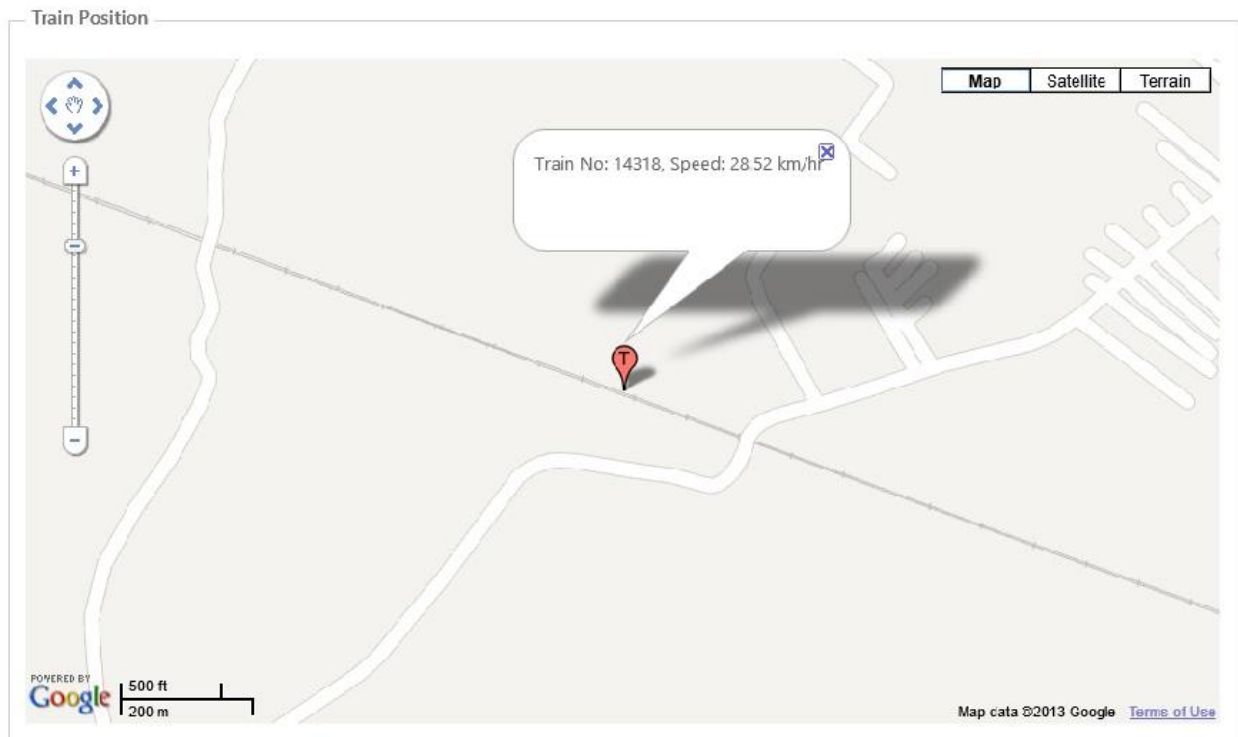 Train Position
Map Satellite Terrain
Train No: 14318, Speed: 28.52 km/hr
T
POWERED BY
Google
500 ft
200 m
Map data ©2013 Google Terms of Use